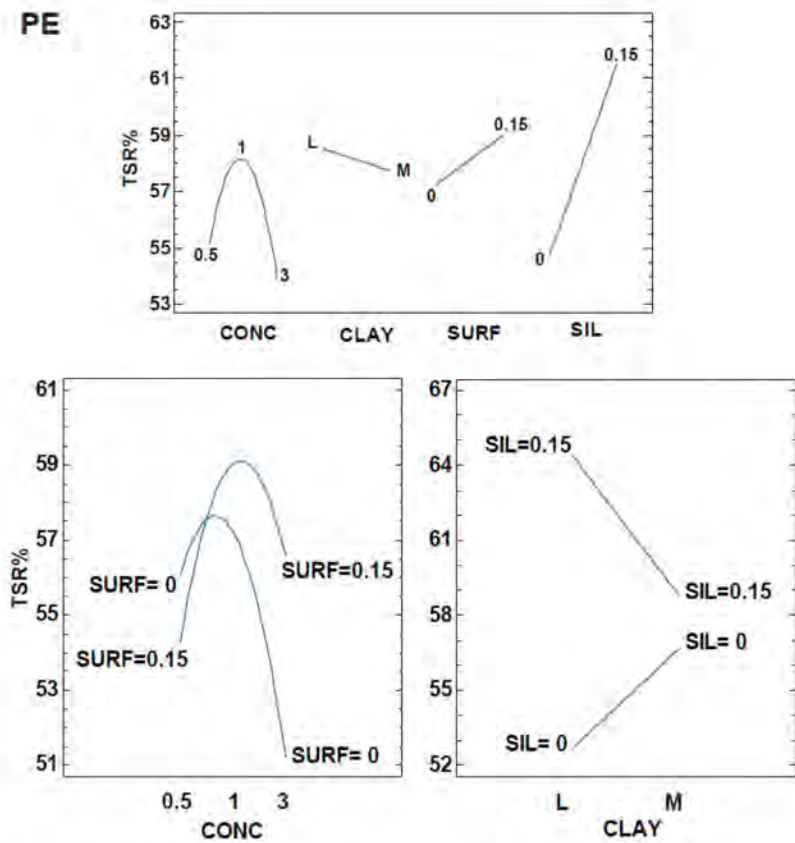 PE
63
61
59
57
55
53
TSR%
0.5
1
3
L
M
0
0.15
0
0.15
CONC CLAY SURF SIL
61
59
57
55
53
51
TSR%
SURF= 0
SURF=0.15
SURF=0.15
SURF= 0
0.5 1 3
CONC
67
64
61
58
55
52
SIL=0.15
SIL=0.15
SIL= 0
SIL= 0
L M
CLAY